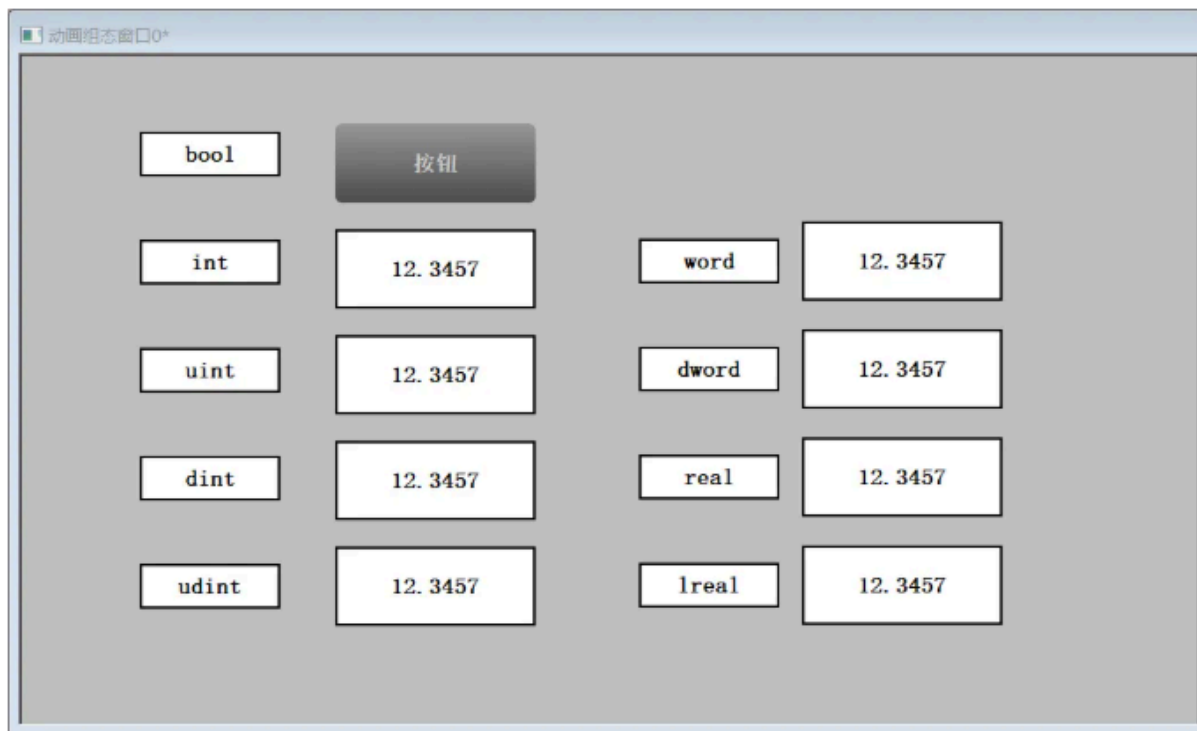 动画组态窗口0*
bool
按钮
int
12.3457
word
12.3457
uint
12.3457
dword
12.3457
dint
12.3457
real
12.3457
udint
12.3457
lreal
12.3457